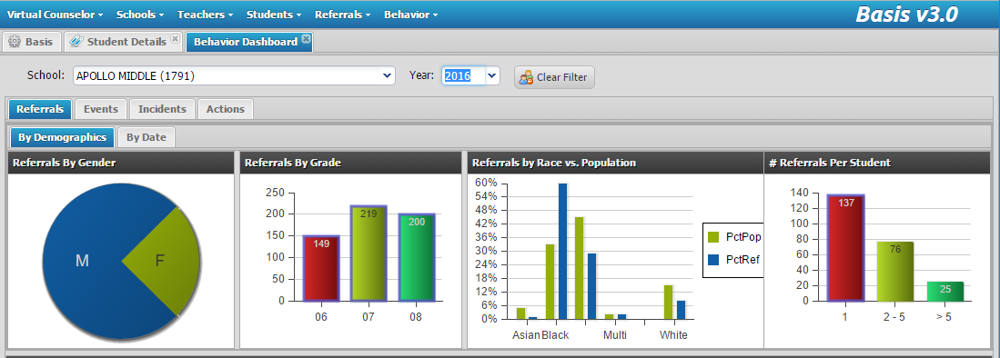 Virtual Counselor Schools Teachers Students Referrals Behavior Basis v3.0
Basis Student Details Behavior Dashboard
School: APOLLO MIDDLE (1791) Year: 2016 Clear Filter
Referrals Events Incidents Actions
By Demographics By Date
Referrals By Gender
M F
Referrals By Grade
250
200
150
100
50
0
149 219 200
06 07 08
Referrals by Race vs. Population
60%
54%
48%
42%
36%
30%
24%
18%
12%
6%
0%
Asian Black Multi White
PctPop
PctRef
# Referrals Per Student
140
120
100
80
60
40
20
0
137 76 25
1 2 - 5 > 5